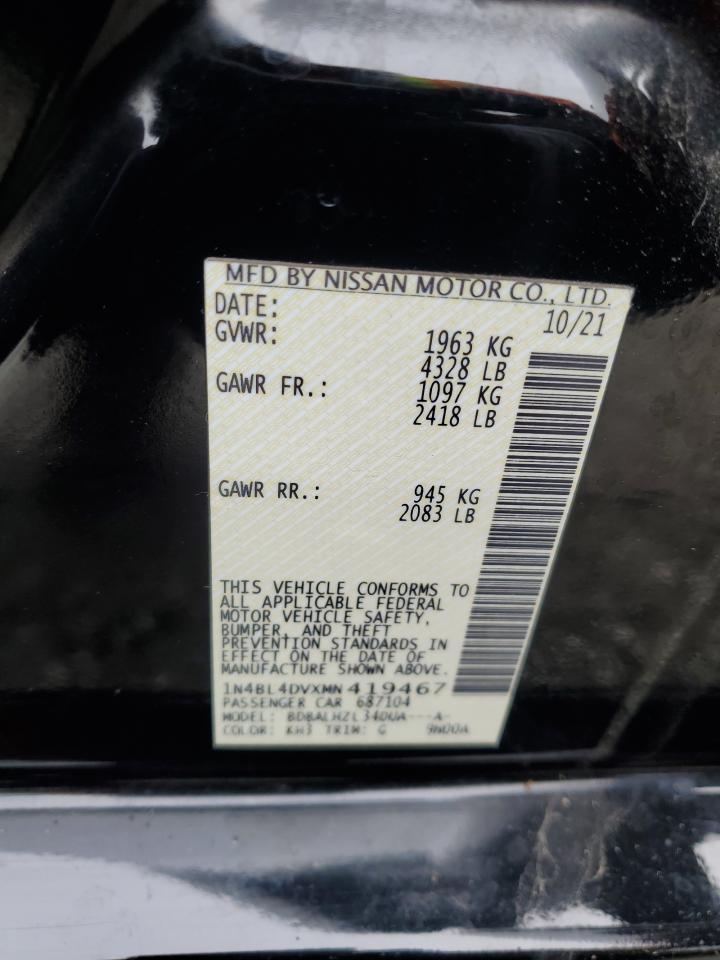 MFD BY NISSAN MOTOR CO., LTD.
DATE: 10/21
GVWR: 1963 KG
4328 LB
GAWR FR.: 1097 KG
2418 LB
GAWR RR.: 945 KG
2083 LB
THIS VEHICLE CONFORMS TO
ALL APPLICABLE FEDERAL
MOTOR VEHICLE SAFETY,
BUMPER, AND THEFT
PREVENTION STANDARDS IN
EFFECT ON THE DATE OF
MANUFACTURE SHOWN ABOVE.
1N4BL4DVXMN419467
PASSENGER CAR 687104
MODEL: BDBALHZL34DUA---A-
COLOR: KH3 TRIM: G 9N00A